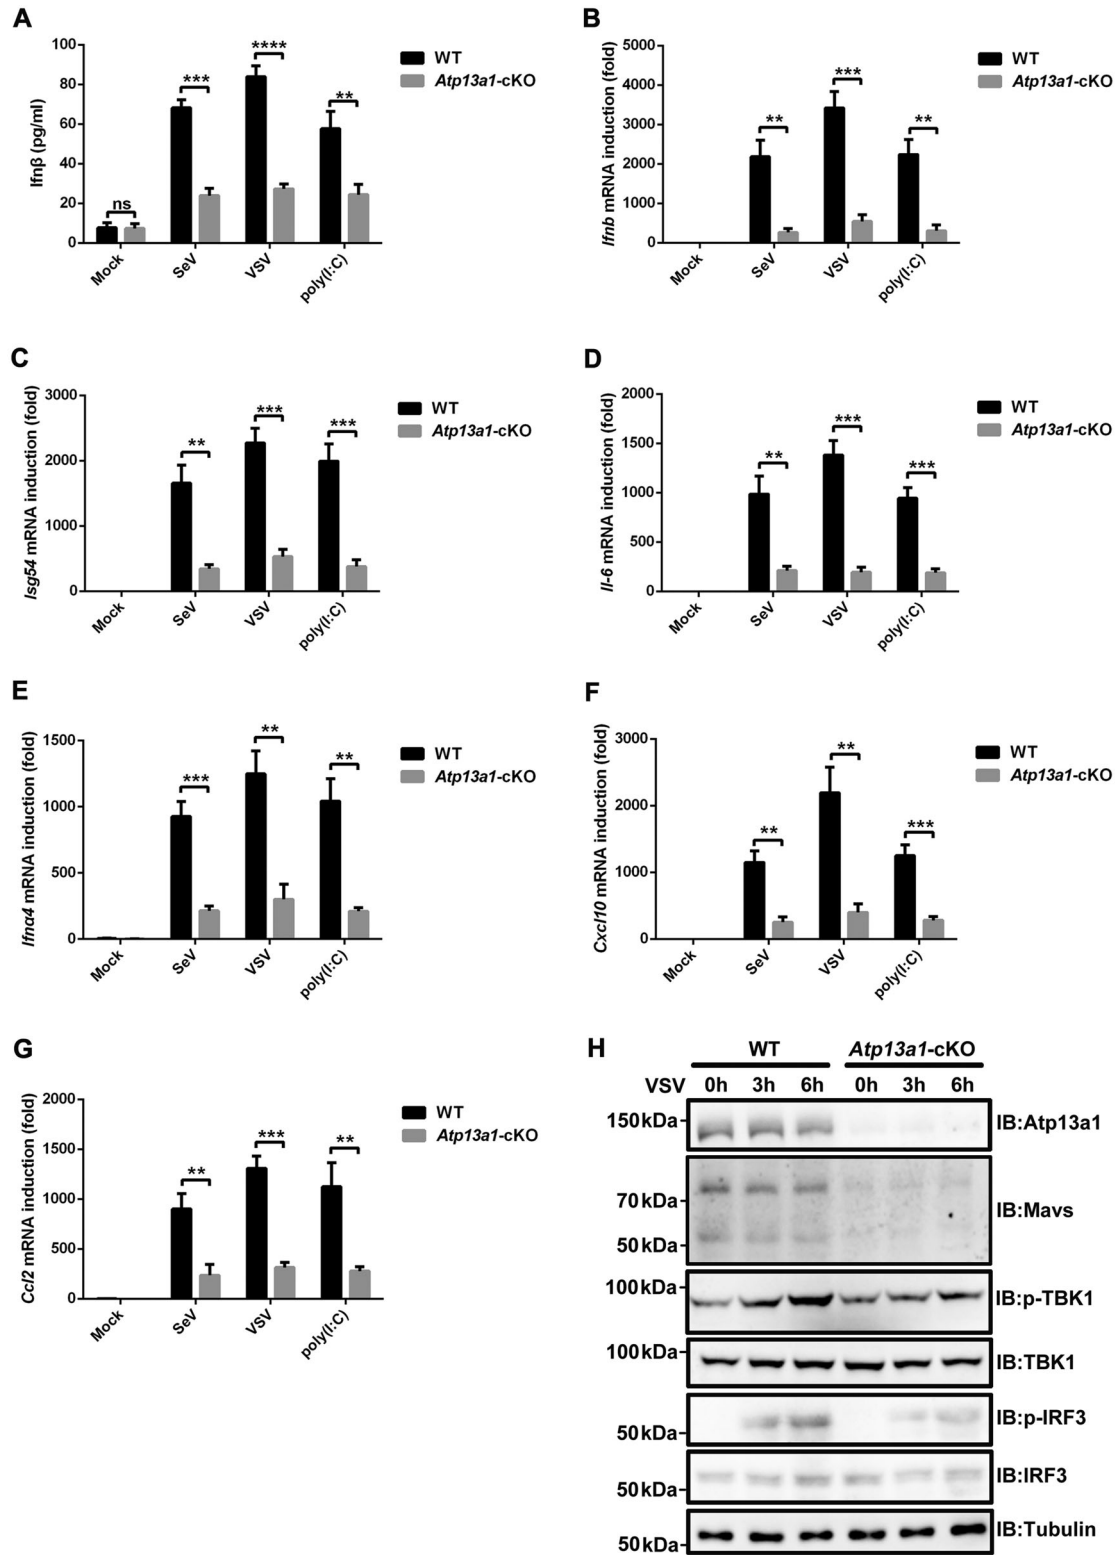 A
Ifnβ (pg/ml)
100
80
60
40
20
0
ns
***
****
**
Mock
SeV
VSV
poly(I:C)
WT
Atp13a1-cKO
B
Ifnb mRNA induction (fold)
5000
4000
3000
2000
1000
0
**
***
**
Mock
SeV
VSV
poly(I:C)
WT
Atp13a1-cKO
C
Isg54 mRNA induction (fold)
3000
2000
1000
0
**
***
***
Mock
SeV
VSV
poly(I:C)
WT
Atp13a1-cKO
D
Il-6 mRNA induction (fold)
2000
1500
1000
500
0
**
***
***
Mock
SeV
VSV
poly(I:C)
WT
Atp13a1-cKO
E
Ifnα4 mRNA induction (fold)
1500
1000
500
0
***
**
**
Mock
SeV
VSV
poly(I:C)
WT
Atp13a1-cKO
F
Cxcl10 mRNA induction (fold)
3000
2000
1000
0
**
**
***
Mock
SeV
VSV
poly(I:C)
WT
Atp13a1-cKO
G
Ccl2 mRNA induction (fold)
2000
1500
1000
500
0
**
***
**
Mock
SeV
VSV
poly(I:C)
WT
Atp13a1-cKO
H
WT Atp13a1-cKO
VSV 0h 3h 6h 0h 3h 6h
150kDa IB:Atp13a1
70kDa
IB:Mavs
50kDa
100kDa IB:p-TBK1
100kDa IB:TBK1
IB:p-IRF3
50kDa
IB:IRF3
50kDa
IB:Tubulin
50kDa